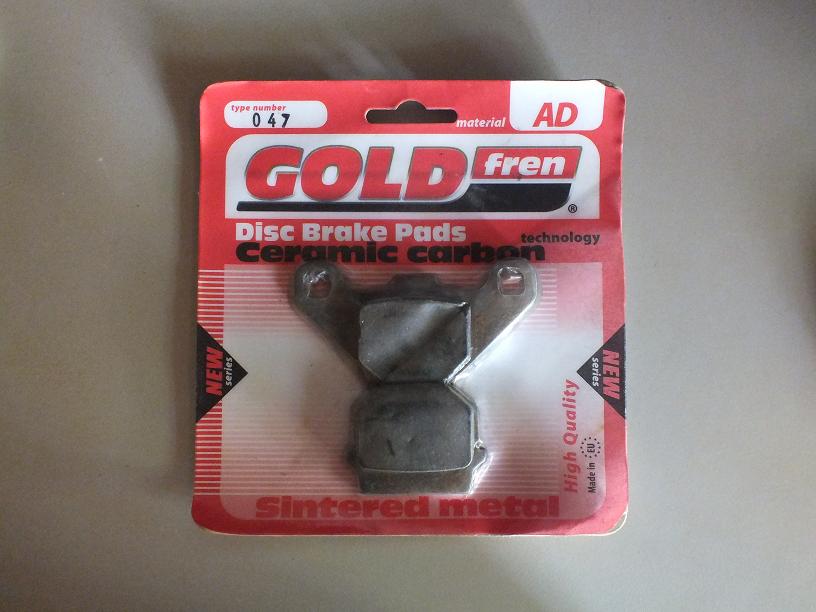 type number
047
material
AD
GOLD fren
®
Disc Brake Pads
Ceramic carbon technology
NEW series
NEW series
High Quality
Made in EU
Sintered metal